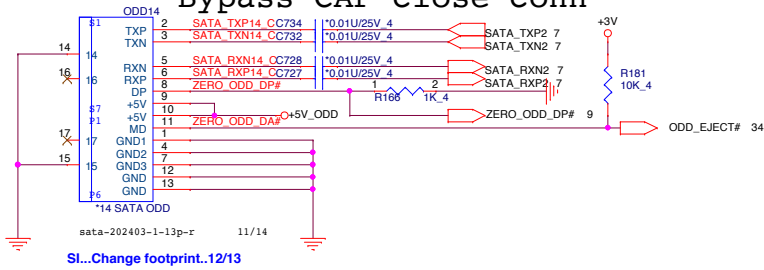 Bypass CAP Close Conn
ODD14
S1
TXP 2 SATA_TXP14_C C734 *0.01U/25V_4 SATA_TXP2 7
TXN 3 SATA_TXN14_C C732 *0.01U/25V_4 SATA_TXN2 7
+3V
14 14
RXN 5 SATA_RXN14_C C728 *0.01U/25V_4 SATA_RXN2 7
RXP 6 SATA_RXP14_C C727 *0.01U/25V_4 SATA_RXP2 7
16 16
DP 8 ZERO_ODD_DP# 1 R166 2 1K_4
R181
10K_4
+5V 9
S7
+5V 10 +5V_ODD ZERO_ODD_DP# 9
P1
MD 11 ZERO_ODD_DA# ODD_EJECT# 34
17 17
GND1 1
GND2 4
15 15
GND3 7
GND 12
GND 13
P6
*14 SATA ODD
sata-202403-1-13p-r 11/14
SI...Change footprint..12/13